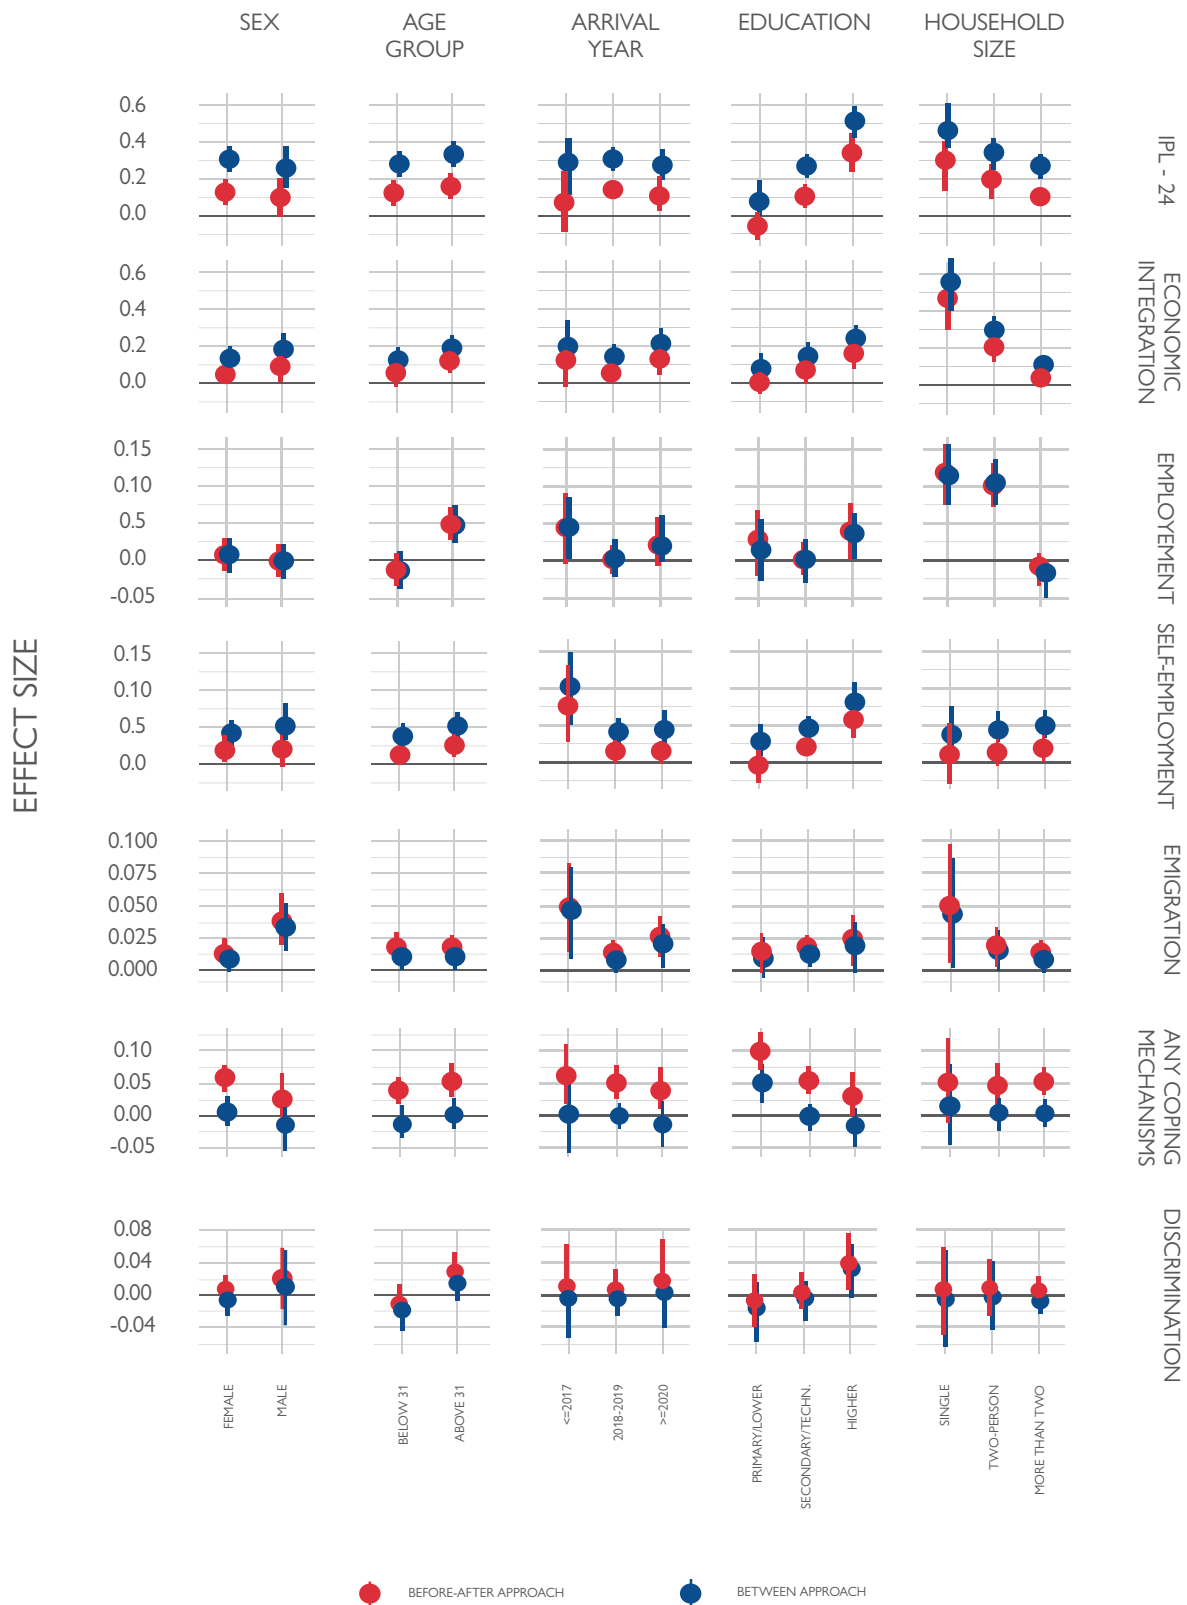 SEX
AGE
GROUP
ARRIVAL
YEAR
EDUCATION
HOUSEHOLD
SIZE
EFFECT SIZE
0.6
0.4
0.2
0.0
IPL - 24
0.6
0.4
0.2
0.0
ECONOMIC
INTEGRATION
0.15
0.10
0.5
0.0
-0.05
EMPLOYEMENT
0.15
0.10
0.5
0.0
SELF-EMPLOYMENT
0.100
0.075
0.050
0.025
0.000
EMIGRATION
0.10
0.05
0.00
-0.05
ANY COPING
MECHANISMS
0.08
0.04
0.00
-0.04
DISCRIMINATION
FEMALE
MALE
BELOW 31
ABOVE 31
<=2017
2018-2019
>=2020
PRIMARY/LOWER
SECONDARY/TECHN.
HIGHER
SINGLE
TWO-PERSON
MORE THAN TWO
BEFORE-AFTER APPROACH
BETWEEN APPROACH